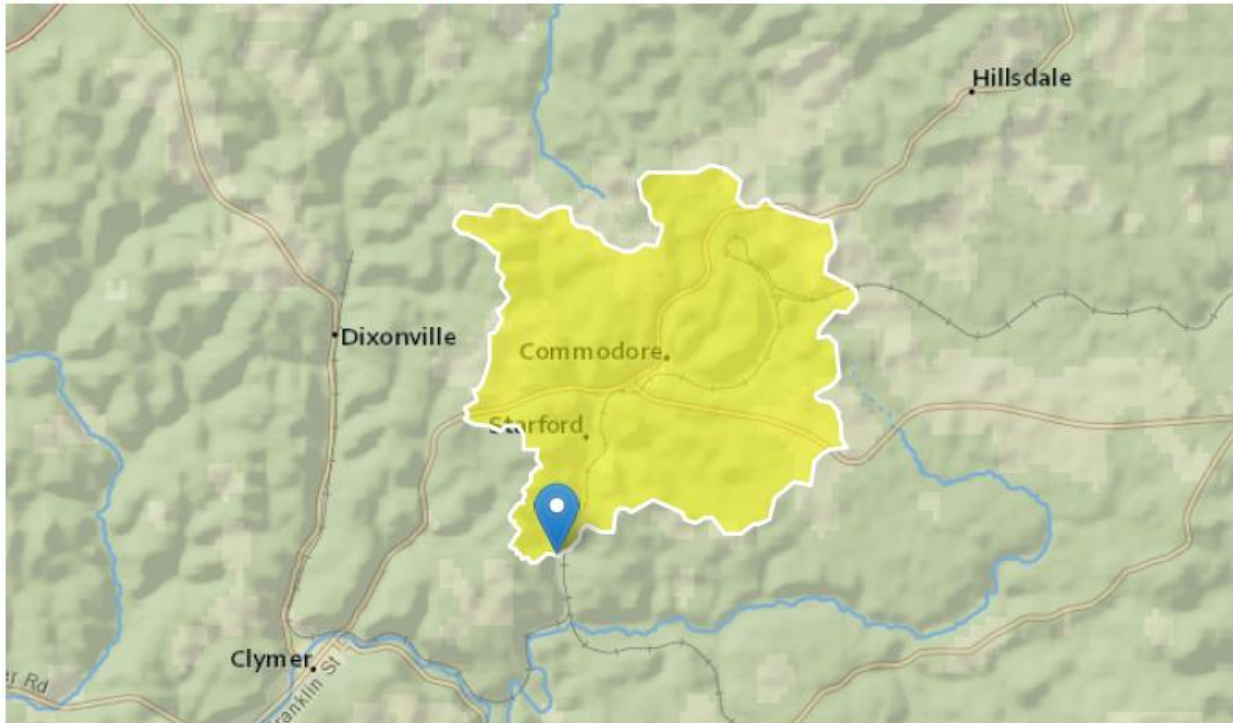 Hillsdale
Dixonville
Commodore
Starford
Clymer
Franklin St
Rd